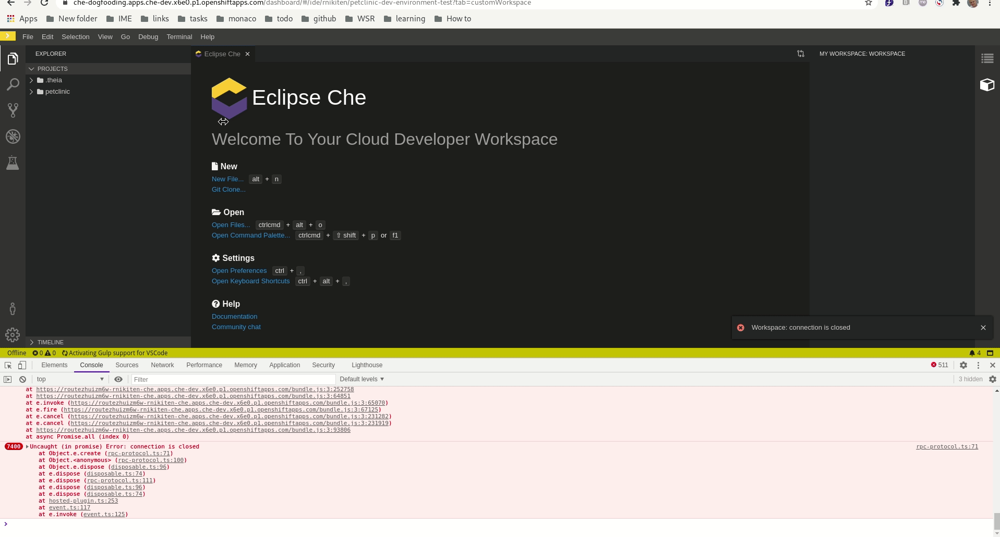 che-dogfooding.apps.che-dev.x6e0.p1.openshiftapps.com/dashboard/#/ide/rnikiten/petclinic-dev-environment-test?tab=customWorkspace
Apps New folder IME links tasks monaco todo github WSR learning How to
File Edit Selection View Go Debug Terminal Help
EXPLORER
Eclipse Che
MY WORKSPACE: WORKSPACE
PROJECTS
.theia
petclinic
Eclipse Che
Welcome To Your Cloud Developer Workspace
New
New File... alt + n
Git Clone...
Open
Open Files... ctrlcmd + alt + o
Open Command Palette... ctrlcmd + ⇧ shift + p or f1
Settings
Open Preferences ctrl + ,
Open Keyboard Shortcuts ctrl + alt + ,
Help
Documentation
Community chat
Workspace: connection is closed
TIMELINE
Offline 0 0 Activating Gulp support for VSCode 4
Elements Console Sources Network Performance Memory Application Security Lighthouse 511
top Filter Default levels 3 hidden
at https://routezhuizm6w-rnikiten-che.apps.che-dev.x6e0.p1.openshiftapps.com/bundle.js:3:252758
at https://routezhuizm6w-rnikiten-che.apps.che-dev.x6e0.p1.openshiftapps.com/bundle.js:3:64851
at e.invoke (https://routezhuizm6w-rnikiten-che.apps.che-dev.x6e0.p1.openshiftapps.com/bundle.js:3:65070)
at e.fire (https://routezhuizm6w-rnikiten-che.apps.che-dev.x6e0.p1.openshiftapps.com/bundle.js:3:67125)
at e.cancel (https://routezhuizm6w-rnikiten-che.apps.che-dev.x6e0.p1.openshiftapps.com/bundle.js:3:231282)
at e.cancel (https://routezhuizm6w-rnikiten-che.apps.che-dev.x6e0.p1.openshiftapps.com/bundle.js:3:231919)
at https://routezhuizm6w-rnikiten-che.apps.che-dev.x6e0.p1.openshiftapps.com/bundle.js:3:93806
at async Promise.all (index 0)
7400 Uncaught (in promise) Error: connection is closed rpc-protocol.ts:71
at Object.e.create (rpc-protocol.ts:71)
at Object.<anonymous> (rpc-protocol.ts:100)
at Object.e.dispose (disposable.ts:96)
at e.dispose (disposable.ts:74)
at e.dispose (rpc-protocol.ts:111)
at e.dispose (disposable.ts:96)
at e.dispose (disposable.ts:74)
at hosted-plugin.ts:253
at event.ts:117
at e.invoke (event.ts:125)